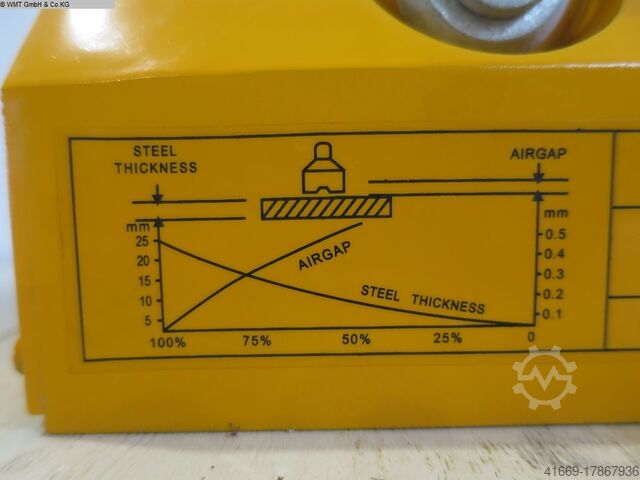 © WMT GmbH & Co.KG
STEEL
THICKNESS
AIRGAP
mm
25
20
15
10
5
mm
0.5
0.4
0.3
0.2
0.1
AIRGAP
STEEL THICKNESS
100% 75% 50% 25% 0
41669-17867936